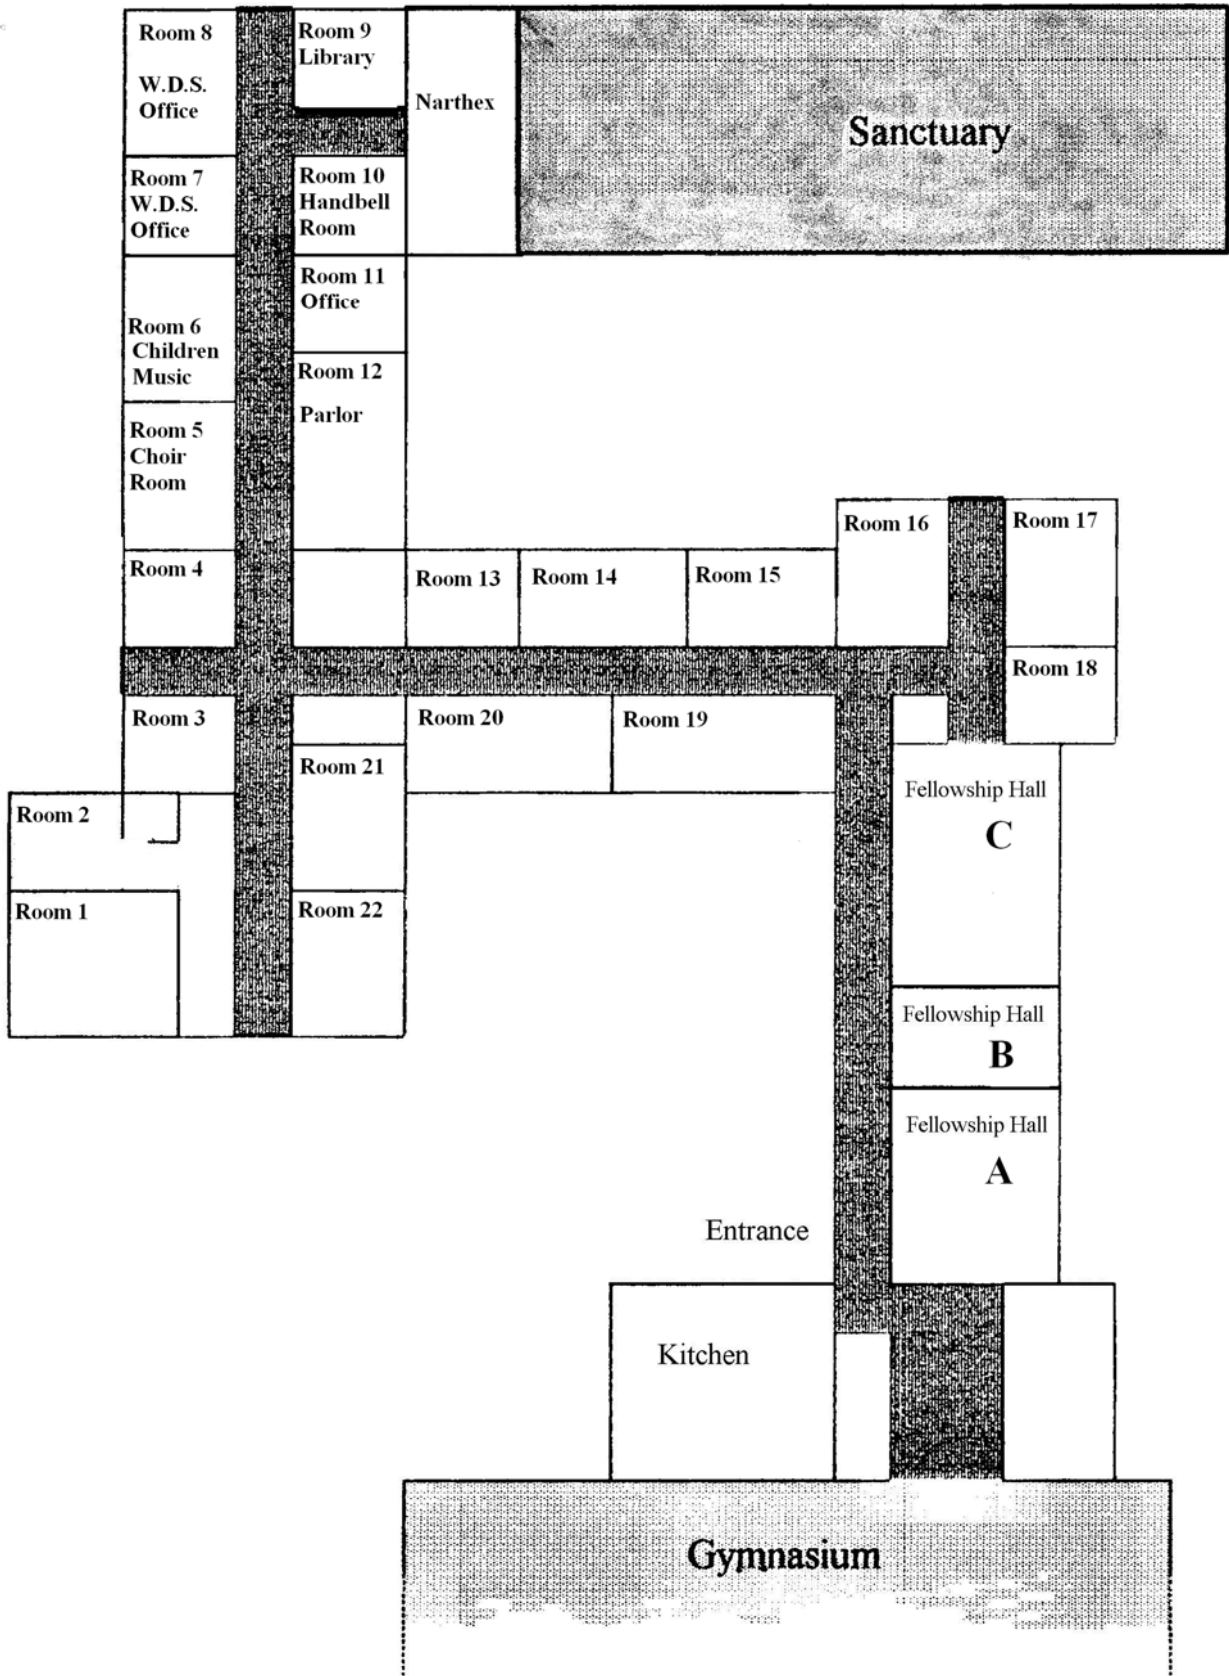 Room 8
W.D.S.
Office
Room 9
Library
Narthex
Sanctuary
Room 7
W.D.S.
Office
Room 10
Handbell
Room
Room 11
Office
Room 6
Children
Music
Room 12
Parlor
Room 5
Choir
Room
Room 4
Room 13
Room 14
Room 15
Room 16
Room 17
Room 18
Room 3
Room 20
Room 19
Room 21
Room 2
Room 1
Room 22
Fellowship Hall
C
Fellowship Hall
B
Fellowship Hall
A
Entrance
Kitchen
Gymnasium